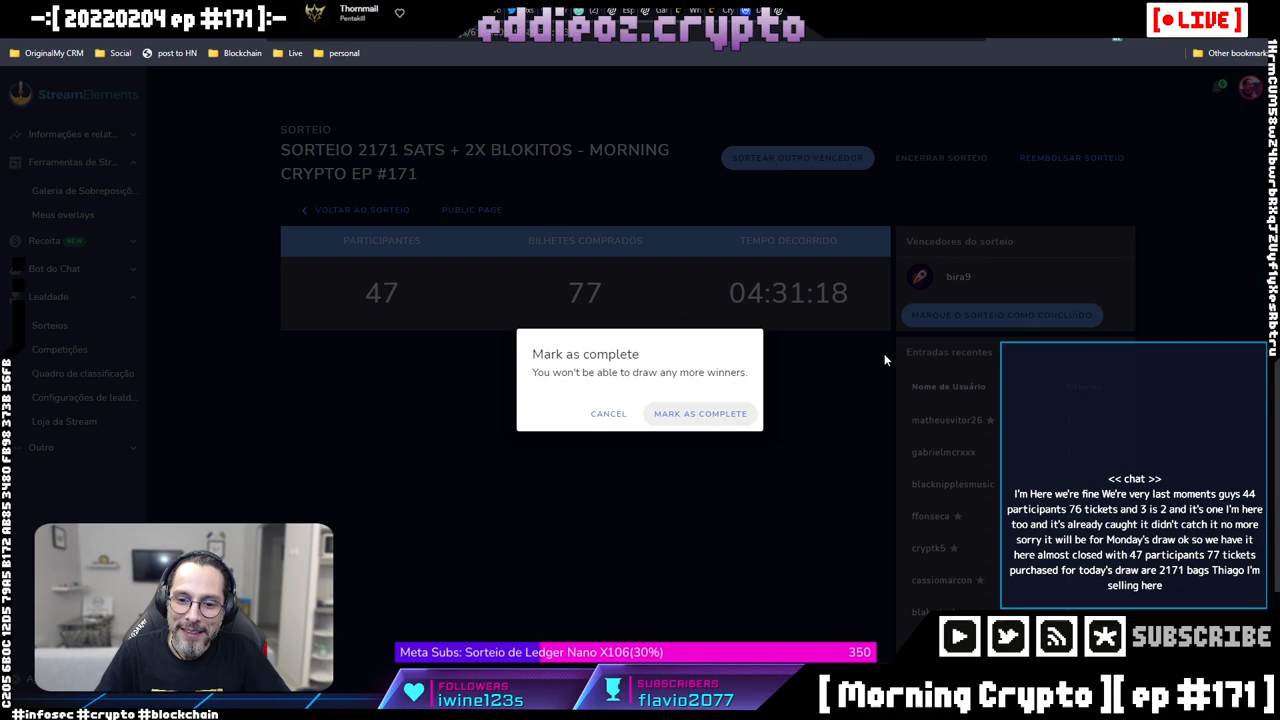 -:[ 20220204 ep #171 ]:-
Thornmail
Pentakill
eddieoz.crypto
[ • LIVE ]
OriginalMy CRM
Social
post to HN
Blockchain
Live
personal
Other bookmark
StreamElements
6
Informações e relat...
Ferramentas de Str...
Galeria de Sobreposiçõ...
Meus overlays
Receita NEW
Bot do Chat
Lealdade
Sorteios
Competições
Quadro de classificação
Configurações de leald...
Loja da Stream
Outro
SORTEIO
SORTEIO 2171 SATS + 2X BLOKITOS - MORNING
CRYPTO EP #171
SORTEAR OUTRO VENCEDOR
ENCERRAR SORTEIO
REEMBOLSAR SORTEIO
VOLTAR AO SORTEIO
PUBLIC PAGE
PARTICIPANTES
BILHETES COMPRADOS
TEMPO DECORRIDO
47
77
04:31:18
Vencedores do sorteio
bira9
MARQUE O SORTEIO COMO CONCLUÍDO
Mark as complete
You won't be able to draw any more winners.
CANCEL
MARK AS COMPLETE
Entradas recentes
Nome de Usuário
Bilhetes
matheusvitor26
gabrielmcrxxx
blacknipplesmusic
ffonseca
cryptk5
cassiomarcon
<< chat >>
I'm Here we're fine We're very last moments guys 44
participants 76 tickets and 3 is 2 and it's one I'm here
too and it's already caught it didn't catch it no more
sorry it will be for Monday's draw ok so we have it
here almost closed with 47 participants 77 tickets
purchased for today's draw are 2171 bags Thiago I'm
selling here
Meta Subs: Sorteio de Ledger Nano X106(30%)
350
FOLLOWERS
iwine123s
SUBSCRIBERS
flavio2077
SUBSCRIBE
[ Morning Crypto ][ ep #171 ]
#infosec #crypto #blockchain